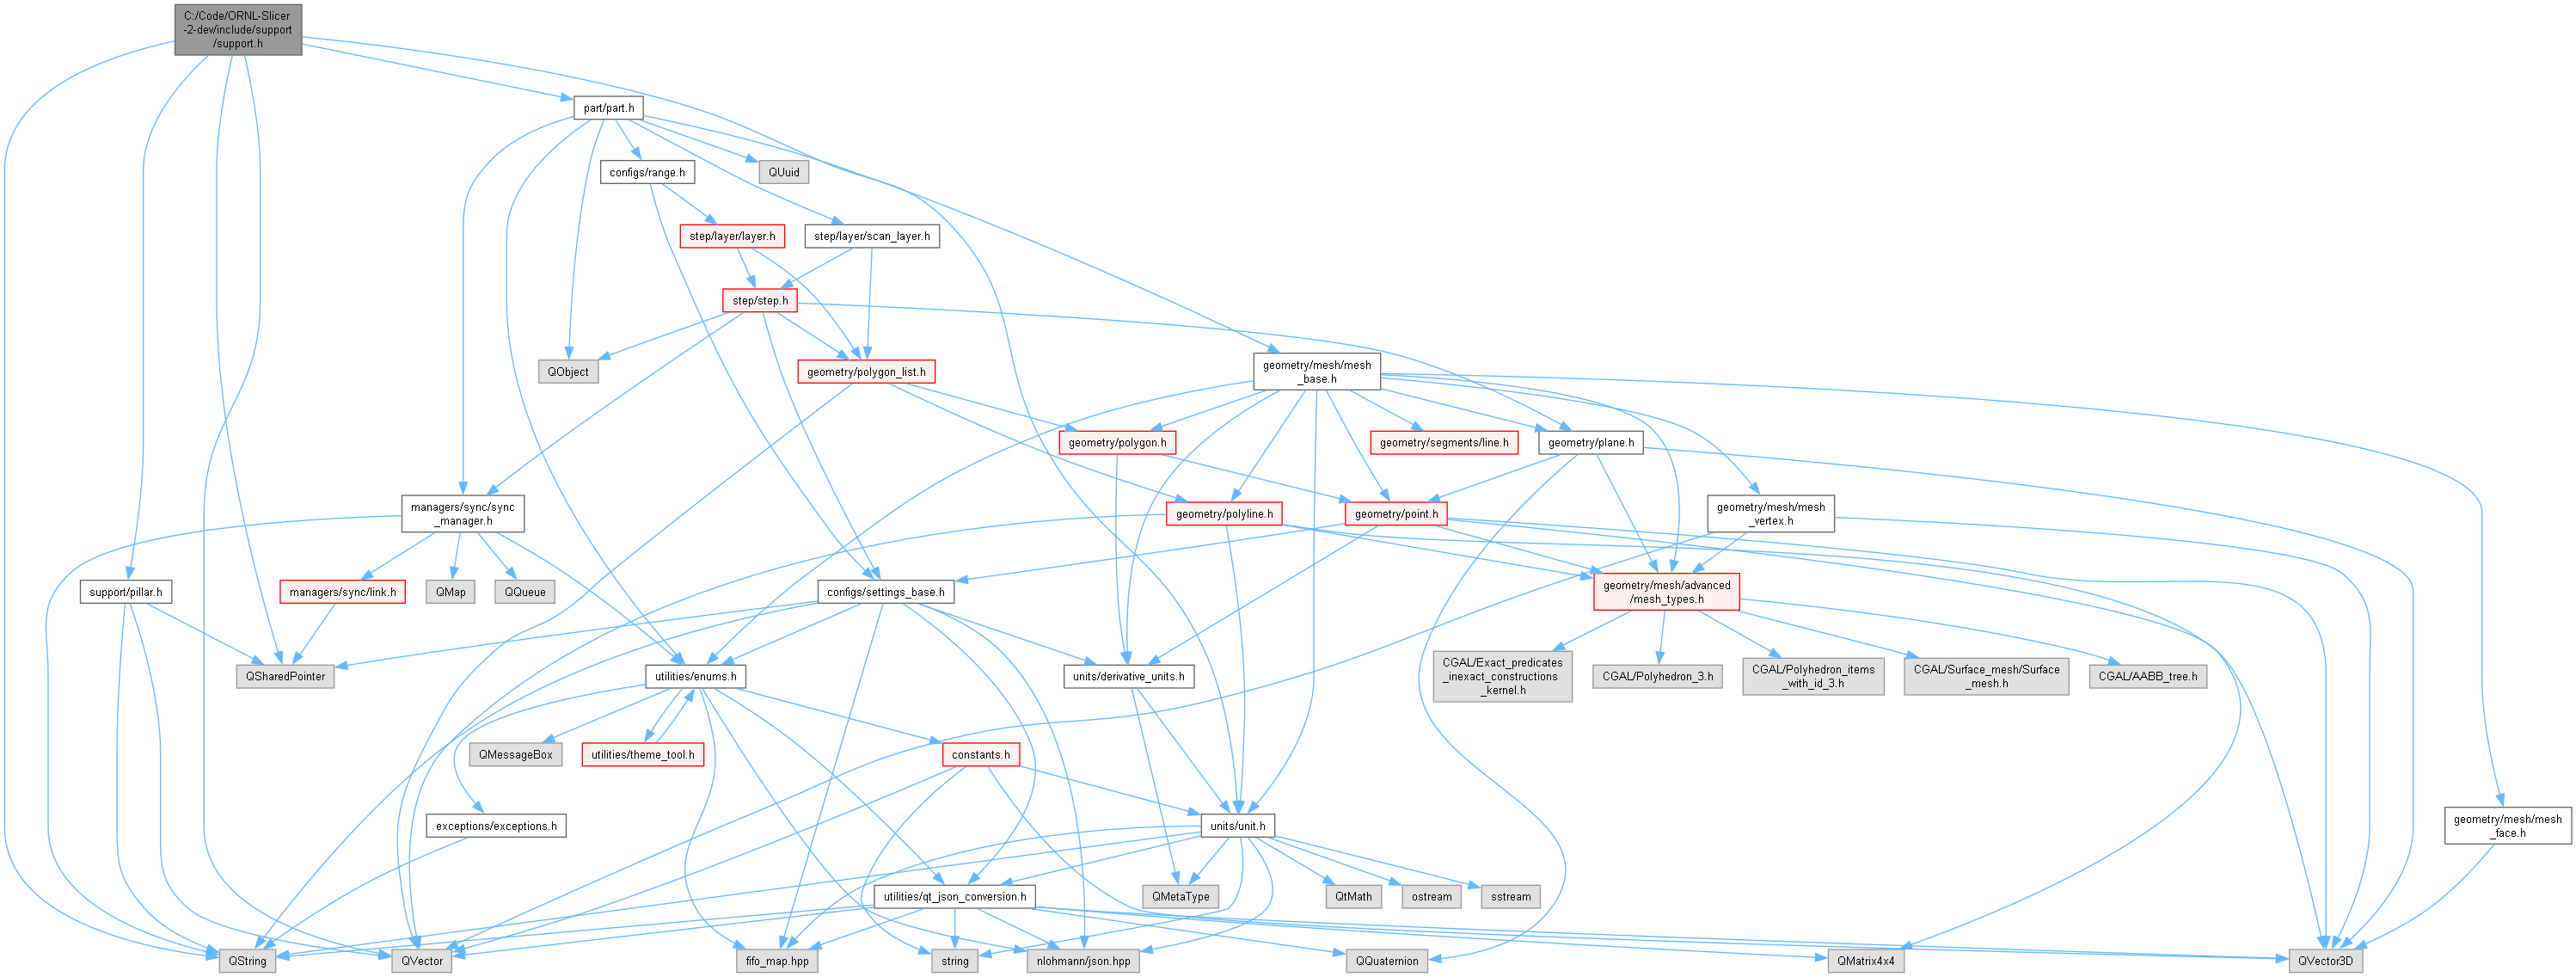 C:/Code/ORNL-Slicer
-2-dev/include/support
/support.h
part/part.h
configs/range.h
QUuid
step/layer/layer.h
step/layer/scan_layer.h
step/step.h
QObject
geometry/polygon_list.h
geometry/mesh/mesh
_base.h
geometry/polygon.h
geometry/segments/line.h
geometry/plane.h
managers/sync/sync
_manager.h
geometry/polyline.h
geometry/point.h
geometry/mesh/mesh
_vertex.h
support/pillar.h
managers/sync/link.h
QMap
QQueue
configs/settings_base.h
geometry/mesh/advanced
/mesh_types.h
QSharedPointer
utilities/enums.h
units/derivative_units.h
CGAL/Exact_predicates
_inexact_constructions
_kernel.h
CGAL/Polyhedron_3.h
CGAL/Polyhedron_items
_with_id_3.h
CGAL/Surface_mesh/Surface
_mesh.h
CGAL/AABB_tree.h
QMessageBox
utilities/theme_tool.h
constants.h
exceptions/exceptions.h
units/unit.h
geometry/mesh/mesh
_face.h
utilities/qt_json_conversion.h
QMetaType
QtMath
ostream
sstream
QString
QVector
fifo_map.hpp
string
nlohmann/json.hpp
QQuaternion
QMatrix4x4
QVector3D